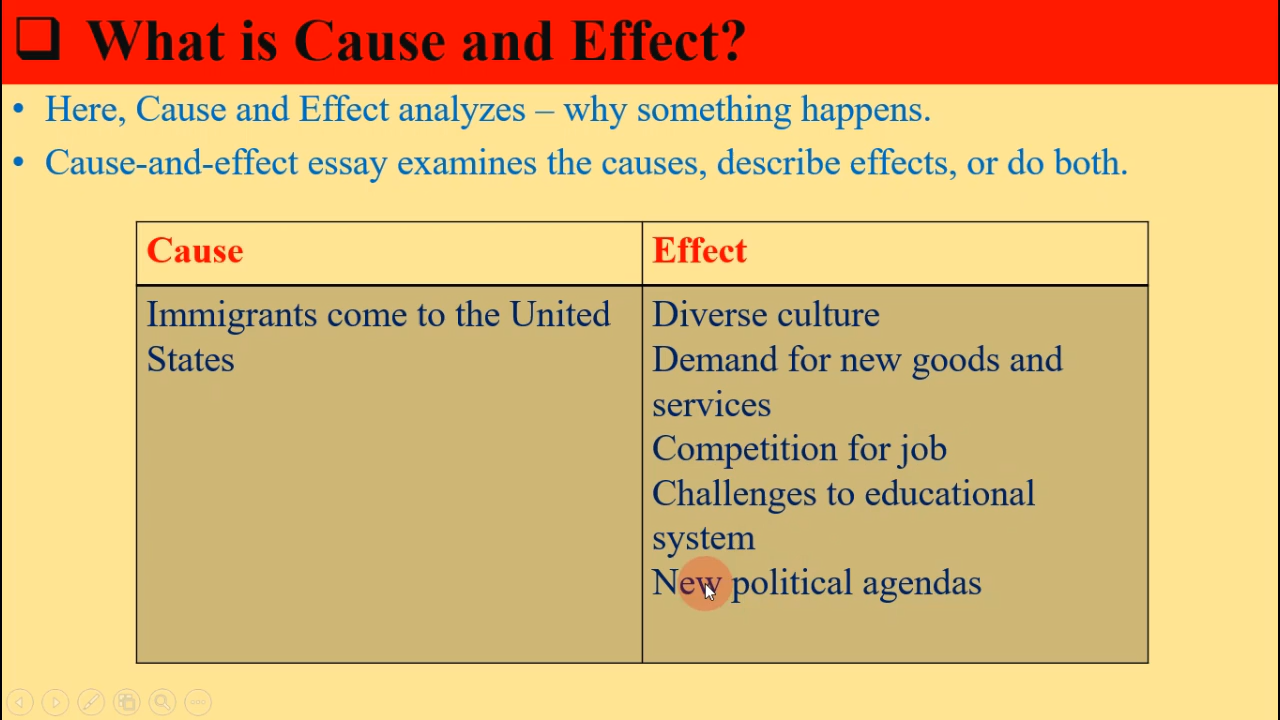 What is Cause and Effect?
• Here, Cause and Effect analyzes – why something happens.
• Cause-and-effect essay examines the causes, describe effects, or do both.
Cause
Effect
Immigrants come to the United
States
Diverse culture
Demand for new goods and
services
Competition for job
Challenges to educational
system
New political agendas